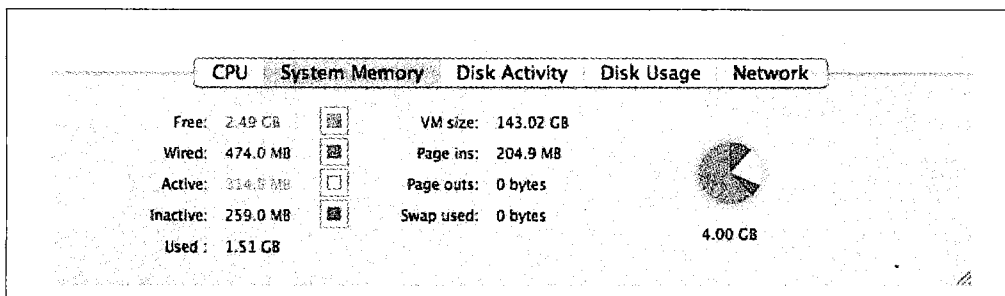 CPU System Memory Disk Activity Disk Usage Network
Free: 2.49 GB
Wired: 474.0 MB
Active: MB
Inactive: 259.0 MB
Used : 1.51 GB
VM size: 143.02 GB
Page ins: 204.9 MB
Page outs: 0 bytes
Swap used: 0 bytes
4.00 GB